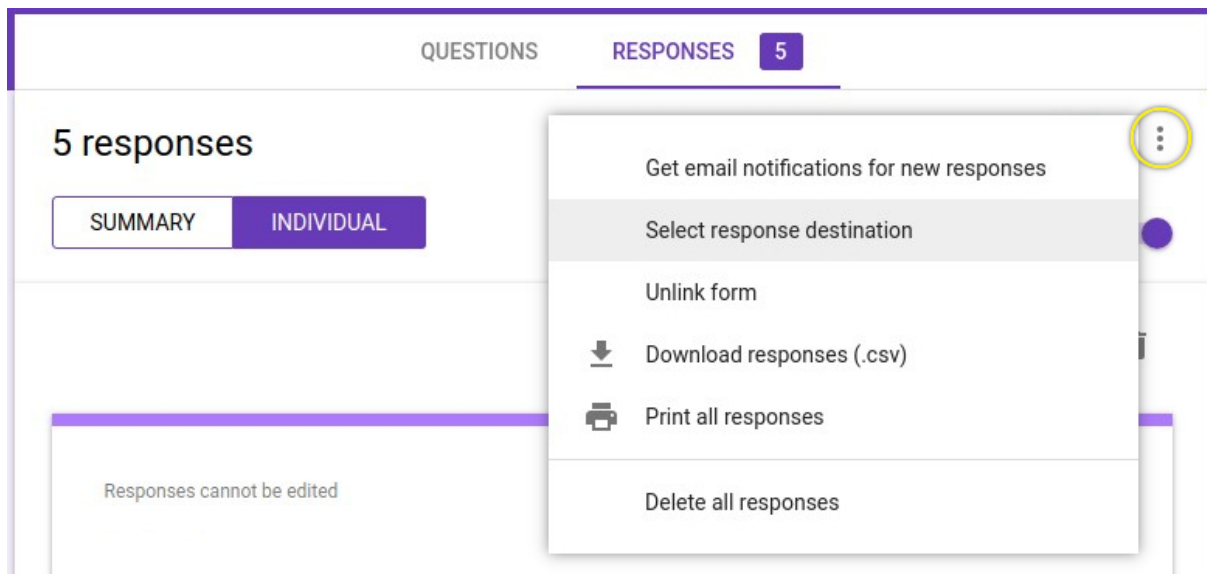 QUESTIONS RESPONSES 5
5 responses
SUMMARY INDIVIDUAL
Get email notifications for new responses
Select response destination
Unlink form
Download responses (.csv)
Print all responses
Delete all responses
Responses cannot be edited